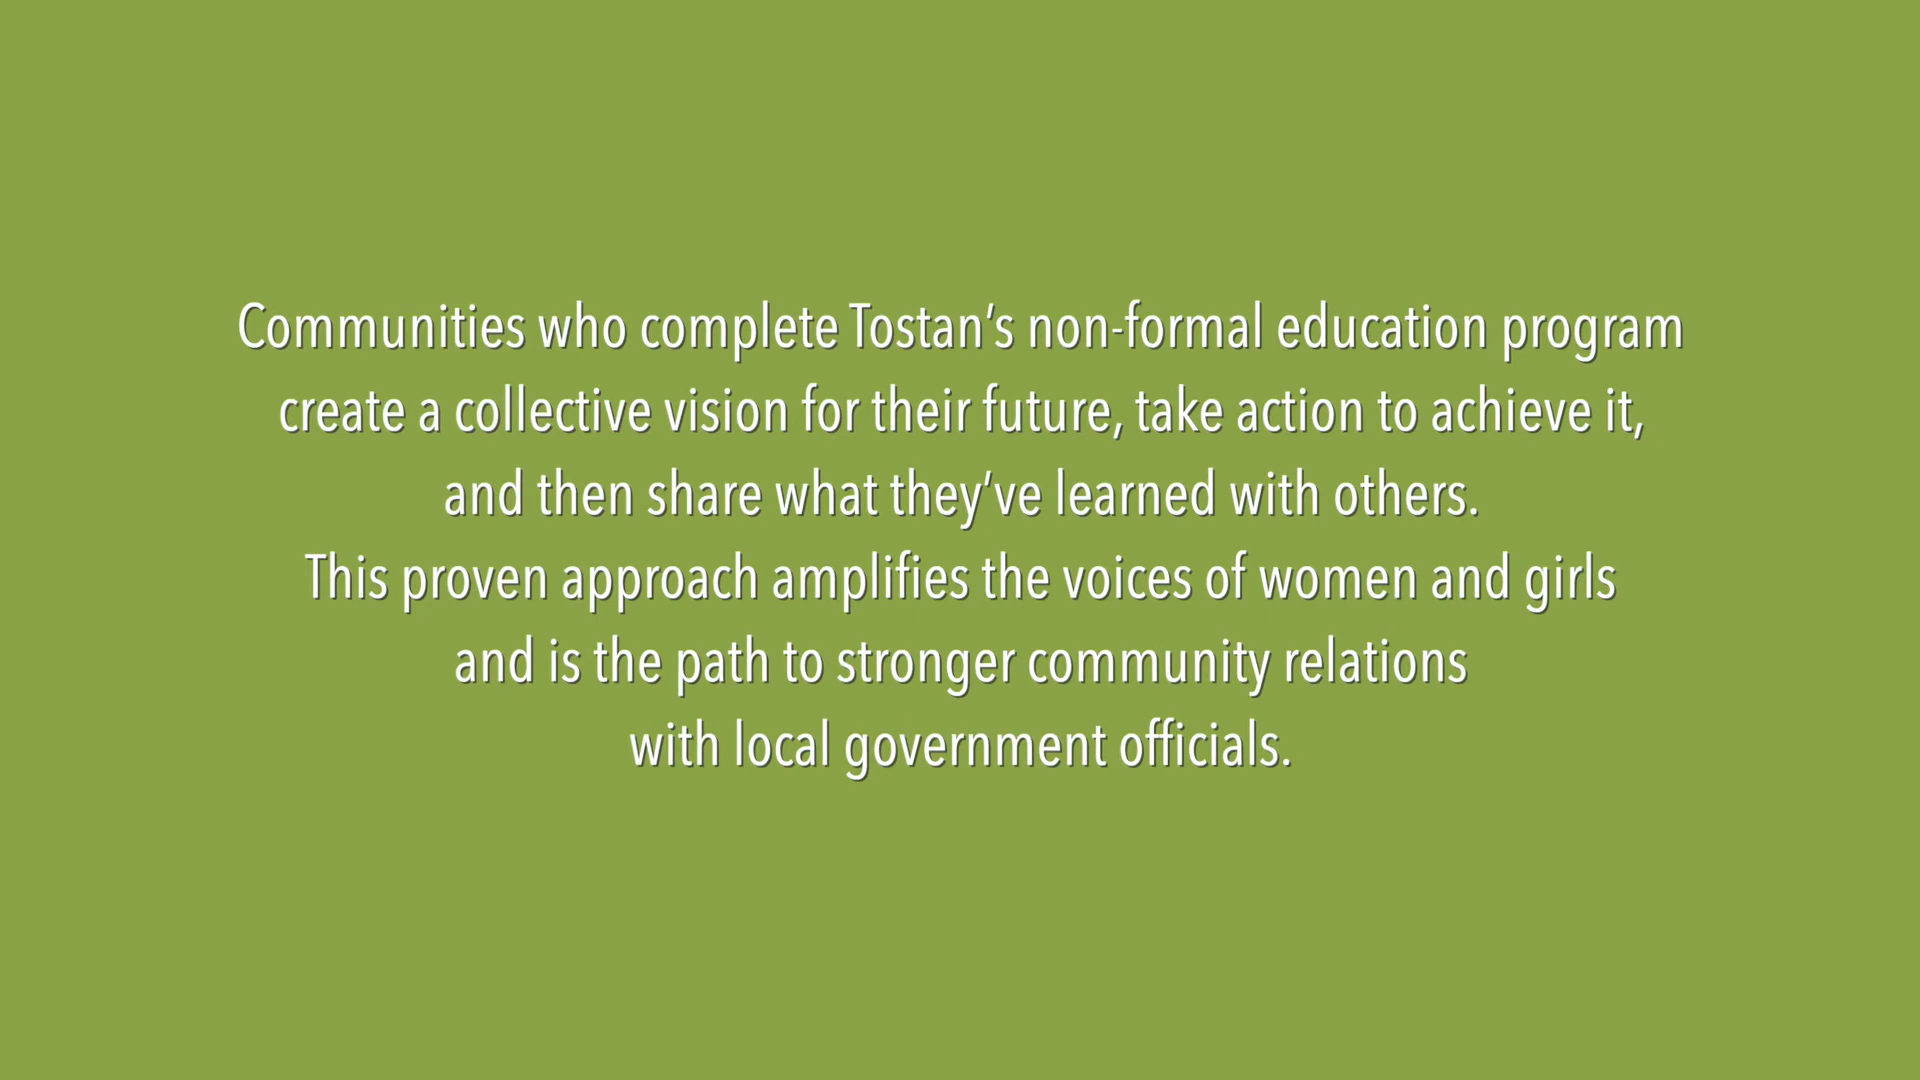 Communities who complete Tostan’s non-formal education program
create a collective vision for their future, take action to achieve it,
and then share what they’ve learned with others.
This proven approach amplifies the voices of women and girls
and is the path to stronger community relations
with local government officials.